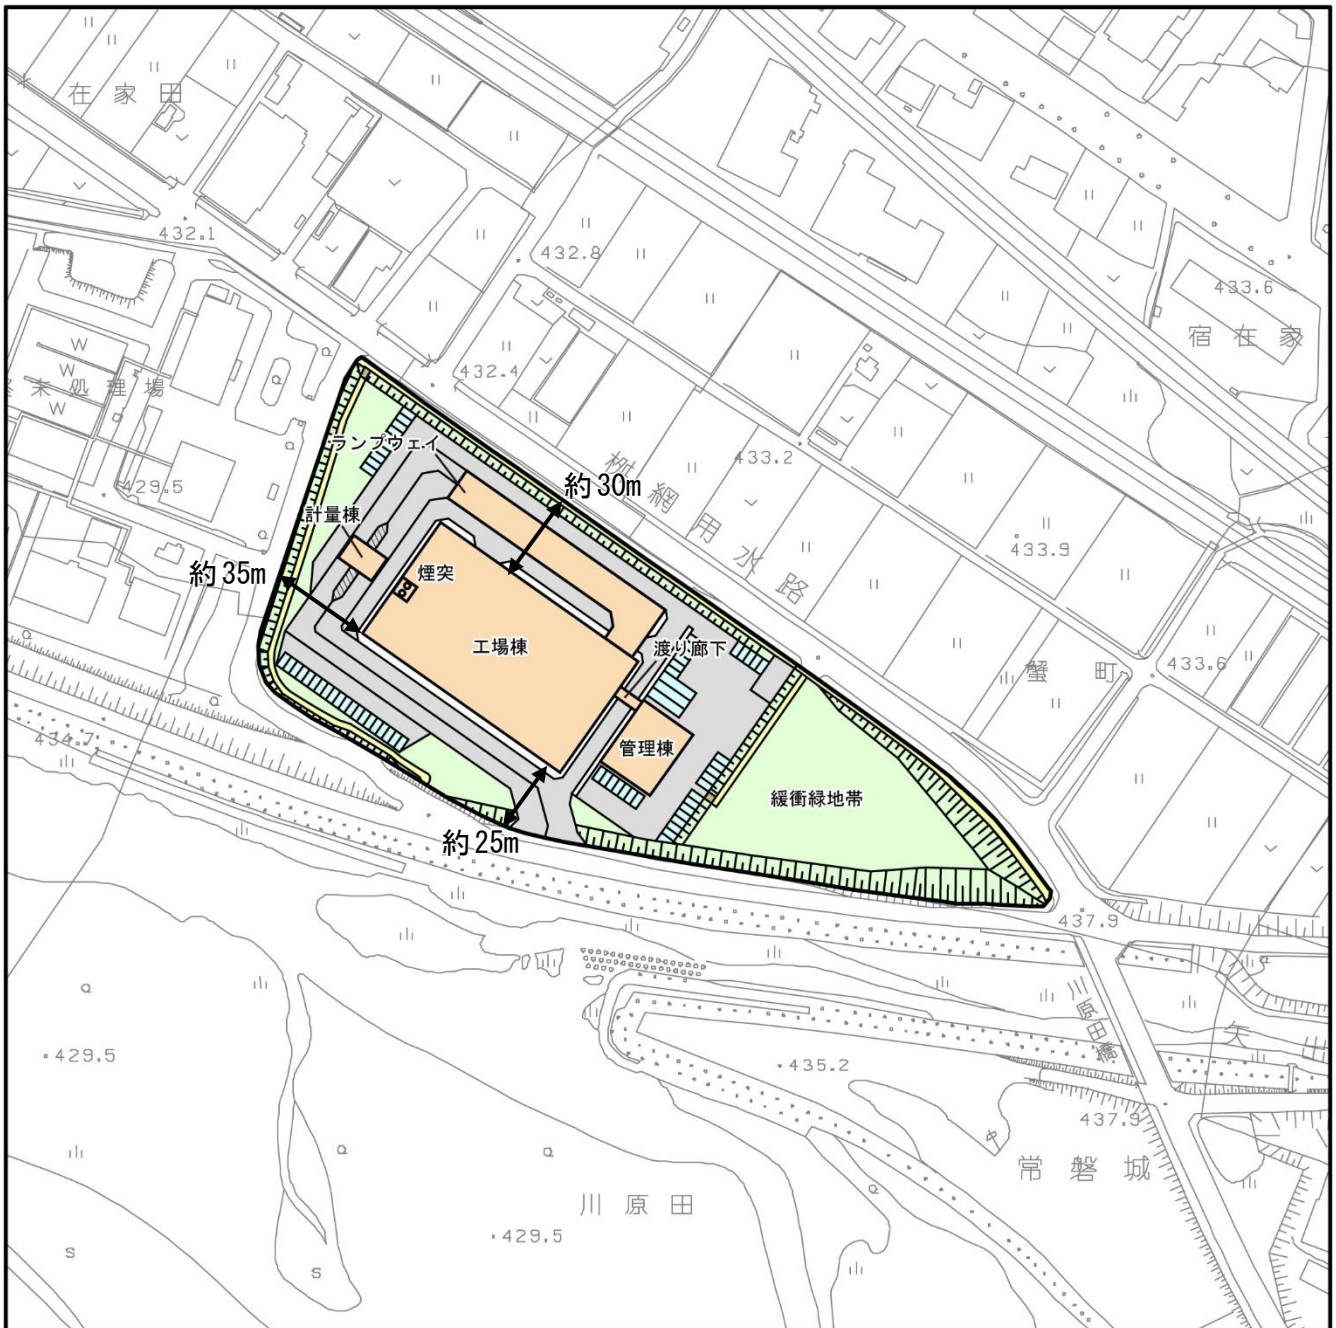 在家田
432.1
432.8
433.6
宿在家
432.4
末処理場
W
W
W
429.5
ランプウェイ
桝網用水路
433.2
約30m
計量棟
433.9
約35m
煙突
工場棟
渡り廊下
蟹町
433.6
434.7
管理棟
緩衝緑地帯
約25m
437.9
川原田橋
矢
429.5
435.2
437.9
常磐城
川原田
429.5
S
S